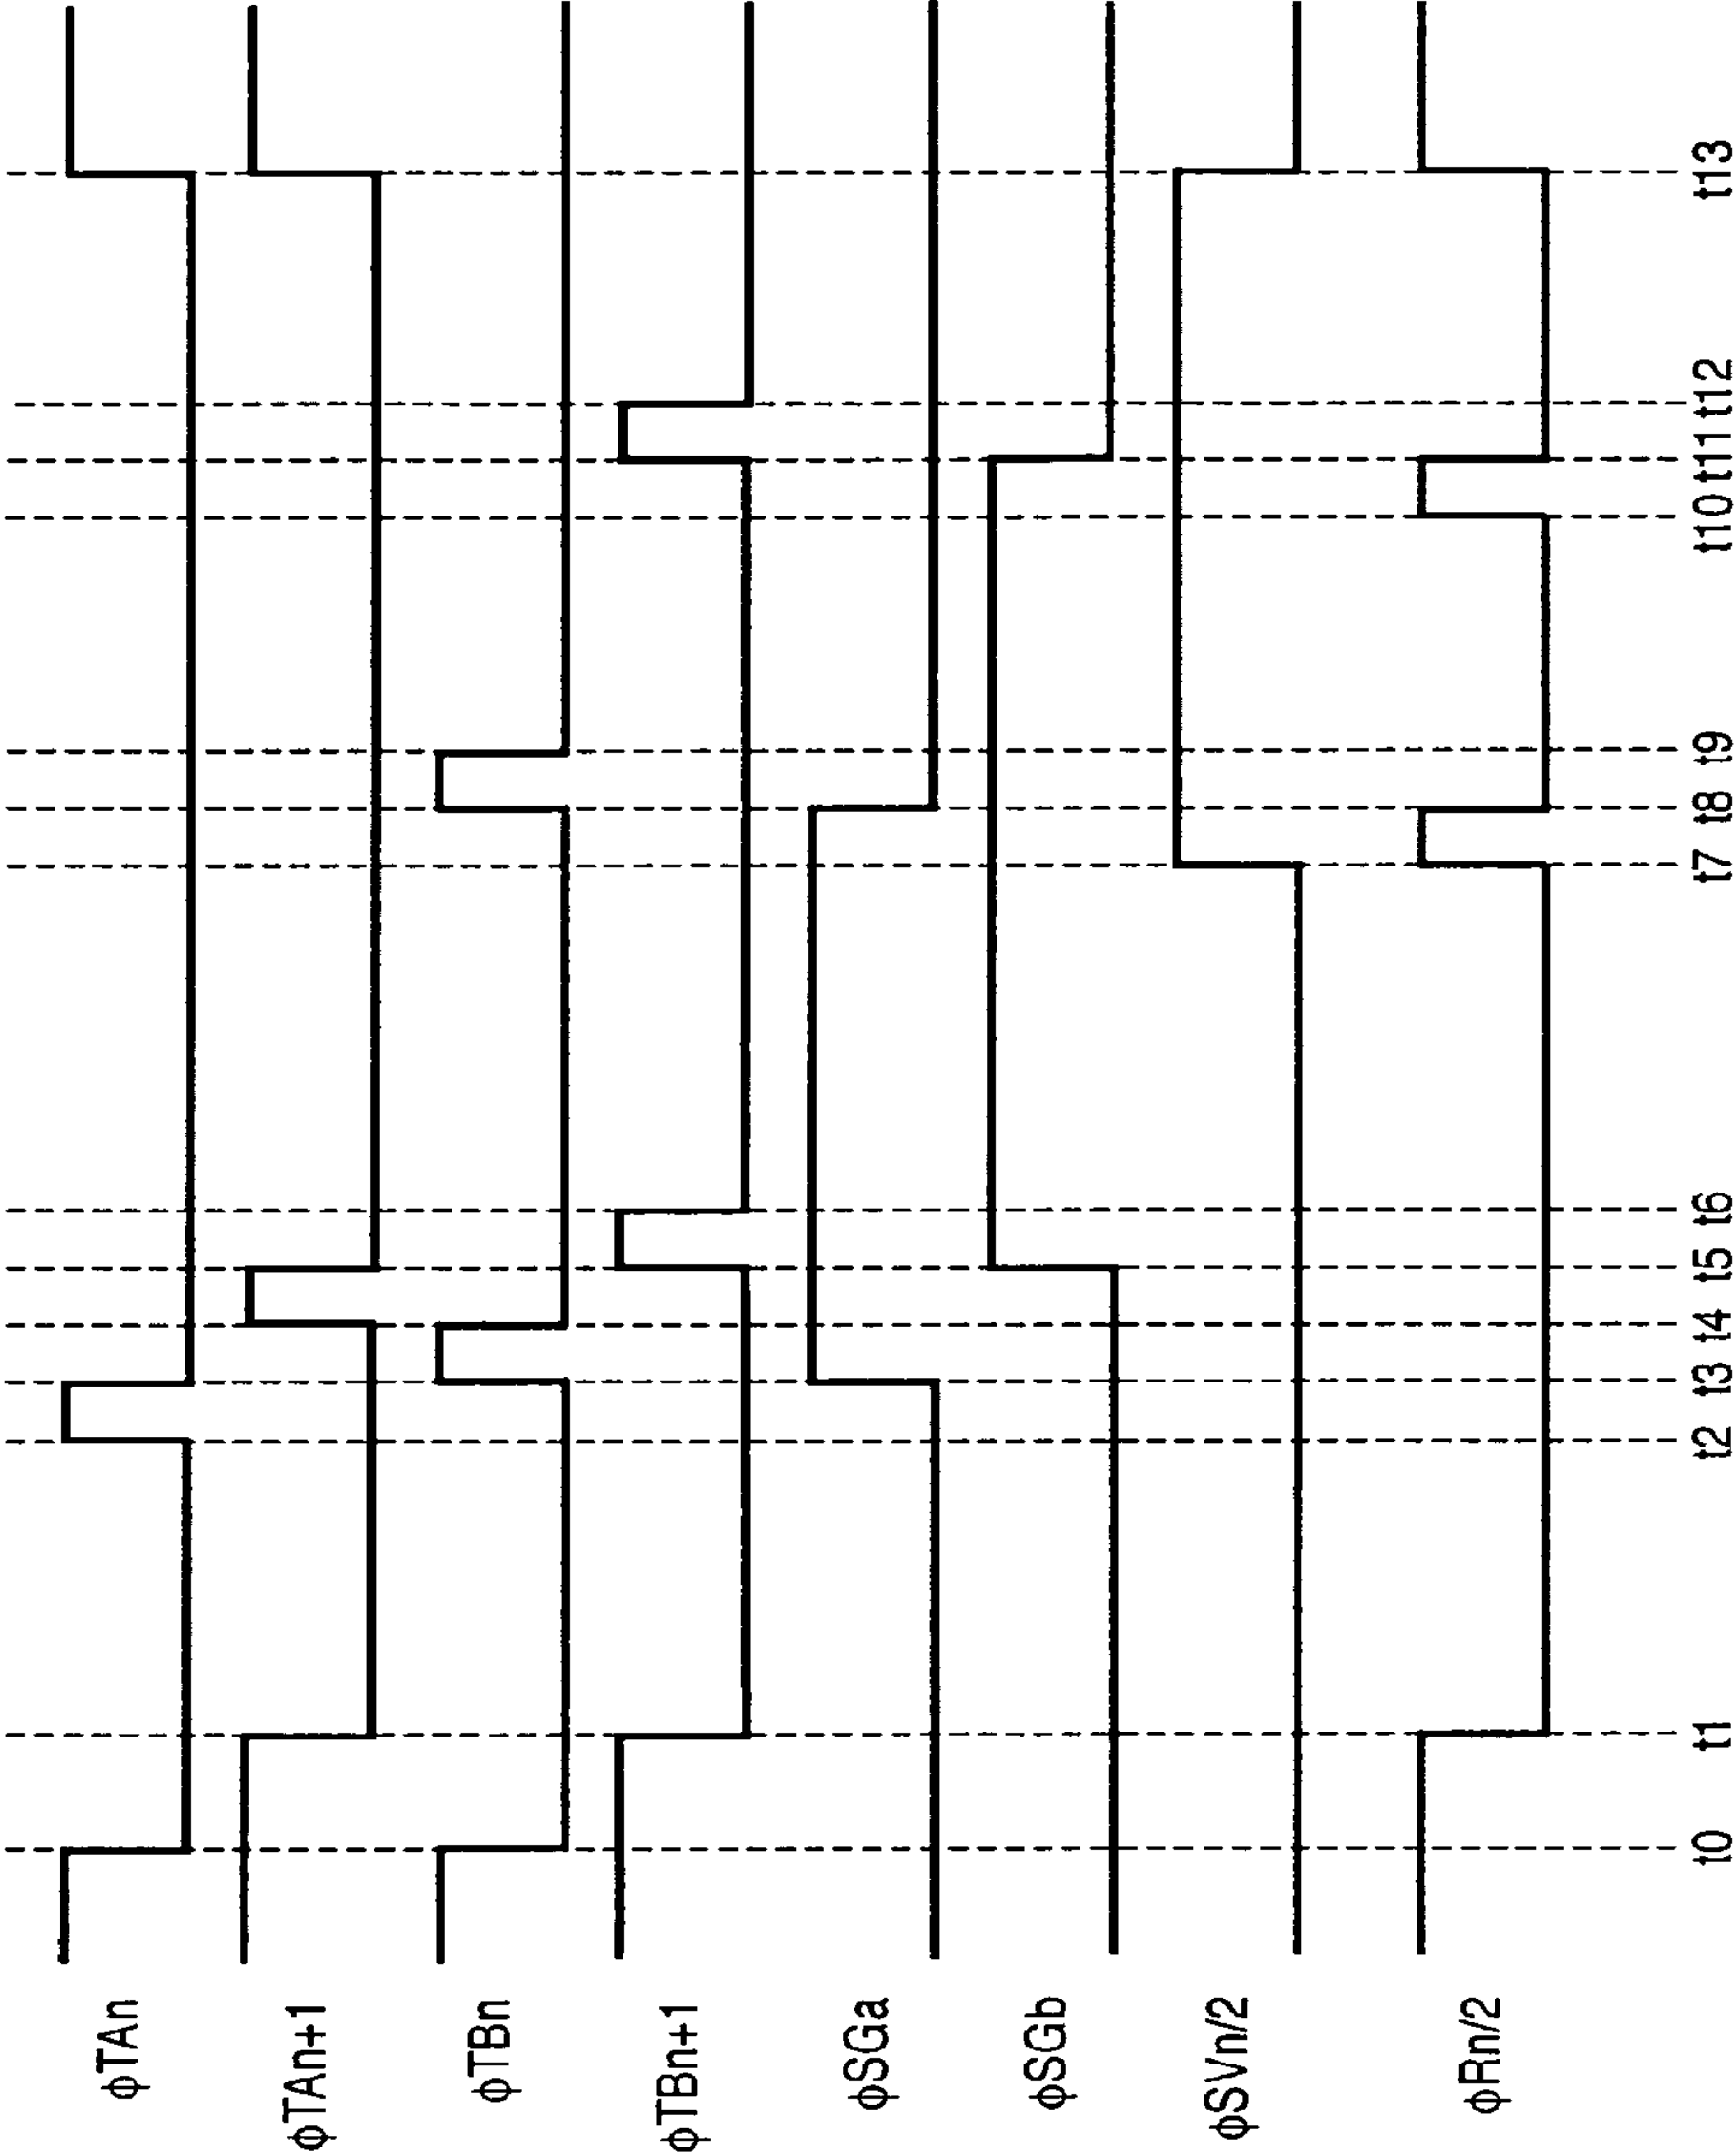 φTAn
φTAn+1
φTBn
φTBn+1
φSGa
φSGb
φSVn/2
φRn/2
t0 t1 t2 t3 t4 t5 t6 t7 t8 t9 t10 t11 t12 t13